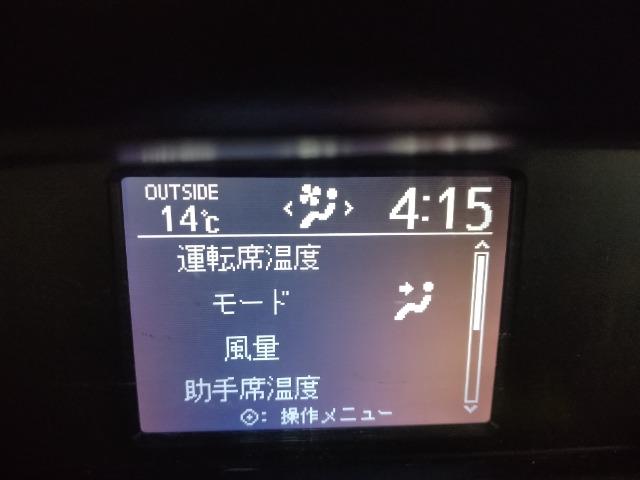 OUTSIDE
14℃
4:15
運転席温度
モード
風量
助手席温度
：操作メニュー